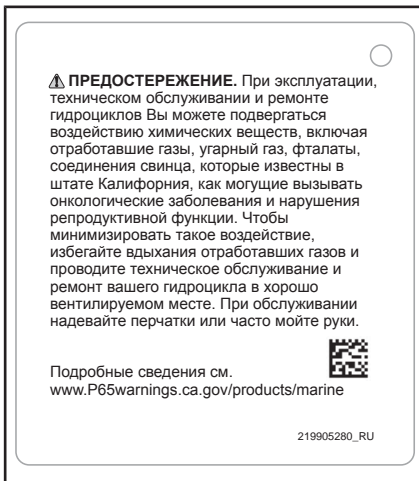 ⚠ ПРЕДОСТЕРЕЖЕНИЕ. При эксплуатации,
техническом обслуживании и ремонте
гидроциклов Вы можете подвергаться
воздействию химических веществ, включая
отработавшие газы, угарный газ, фталаты,
соединения свинца, которые известны в
штате Калифорния, как могущие вызывать
онкологические заболевания и нарушения
репродуктивной функции. Чтобы
минимизировать такое воздействие,
избегайте вдыхания отработавших газов и
проводите техническое обслуживание и
ремонт вашего гидроцикла в хорошо
вентилируемом месте. При обслуживании
надевайте перчатки или часто мойте руки.
Подробные сведения см.
www.P65warnings.ca.gov/products/marine
219905280_RU